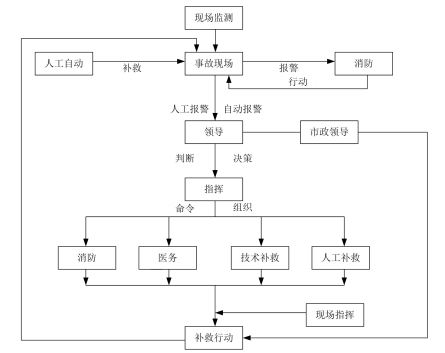 现场监测
人工自动
补救
事故现场
报警
消防
行动
人工报警
自动报警
领导
市政领导
判断
决策
指挥
命令
组织
消防
医务
技术补救
人工补救
现场指挥
补救行动